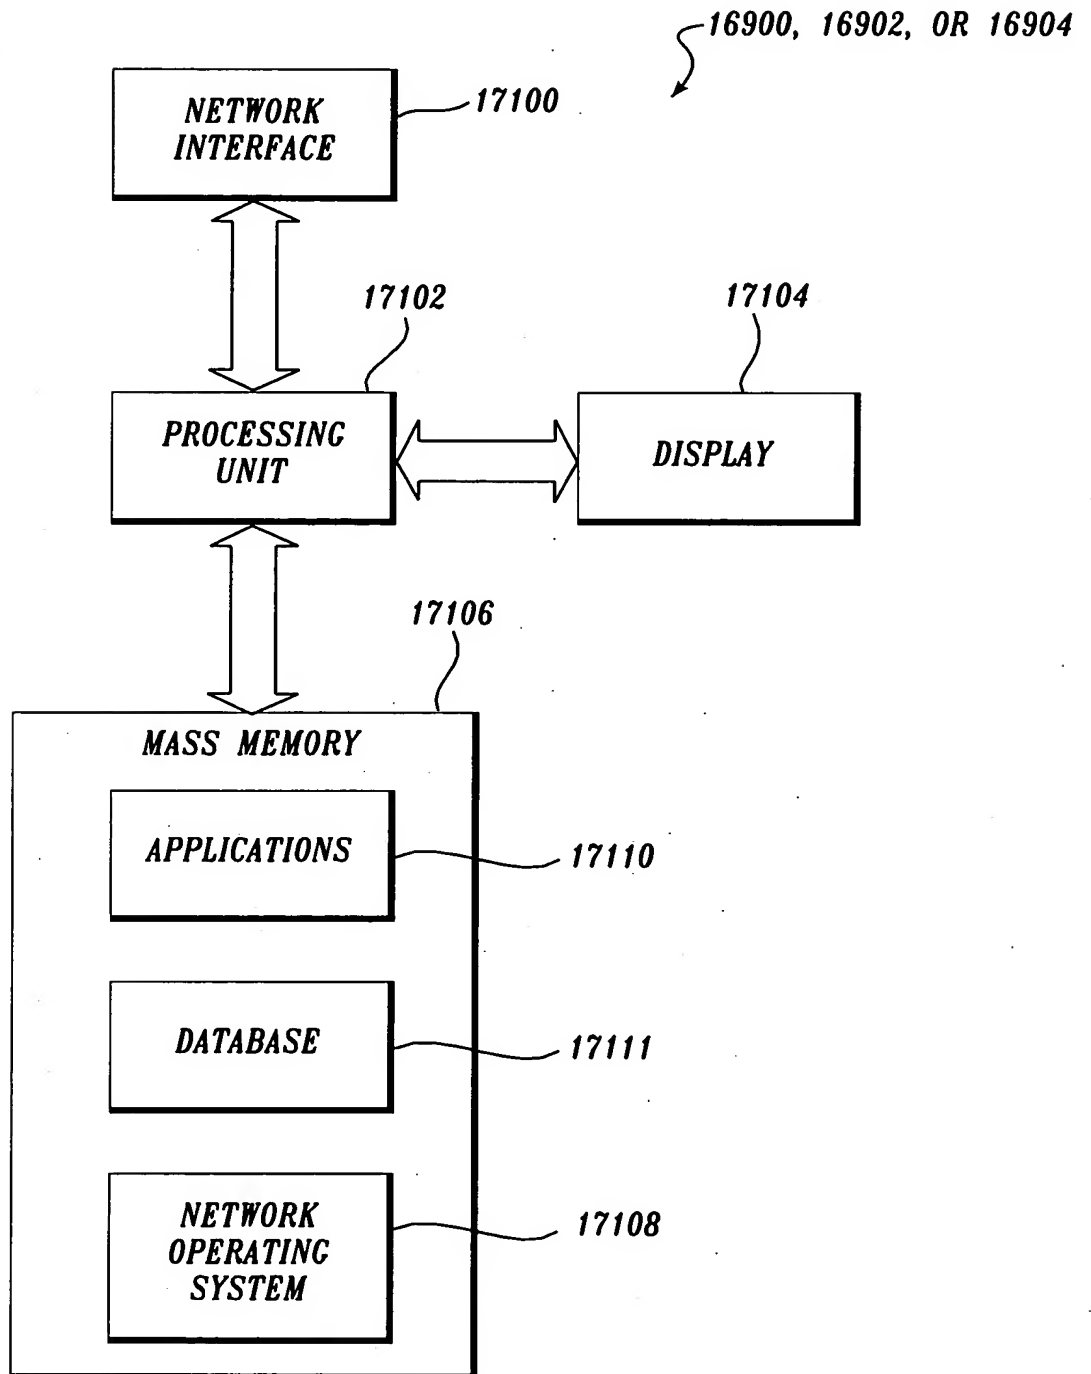 16900, 16902, OR 16904
NETWORK
INTERFACE
17100
17102
17104
PROCESSING
UNIT
DISPLAY
17106
MASS MEMORY
APPLICATIONS
17110
DATABASE
17111
NETWORK
OPERATING
SYSTEM
17108